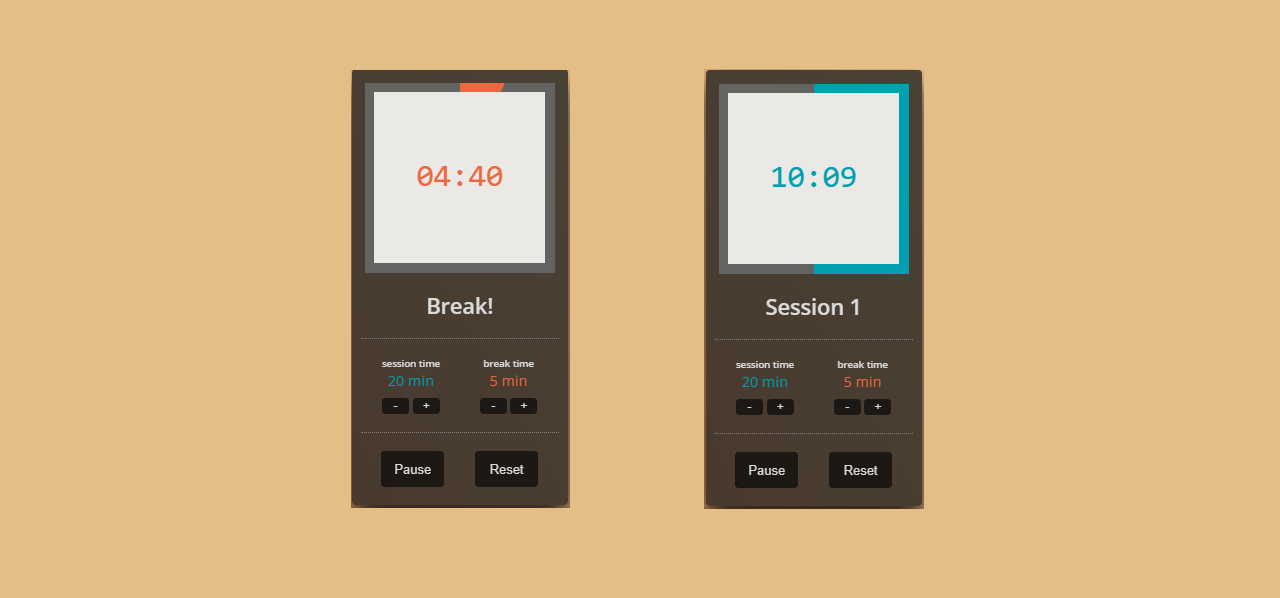 04:40
Break!
session time break time
20 min 5 min
- + - +
Pause Reset
10:09
Session 1
session time break time
20 min 5 min
- + - +
Pause Reset